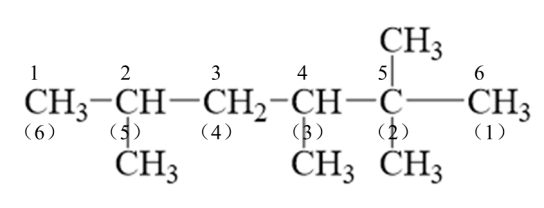 CH₃
1 2 3 4 5 6
CH₃-CH-CH₂-CH-C-CH₃
（6） （5） （4） （3） （2） （1）
CH₃ CH₃ CH₃